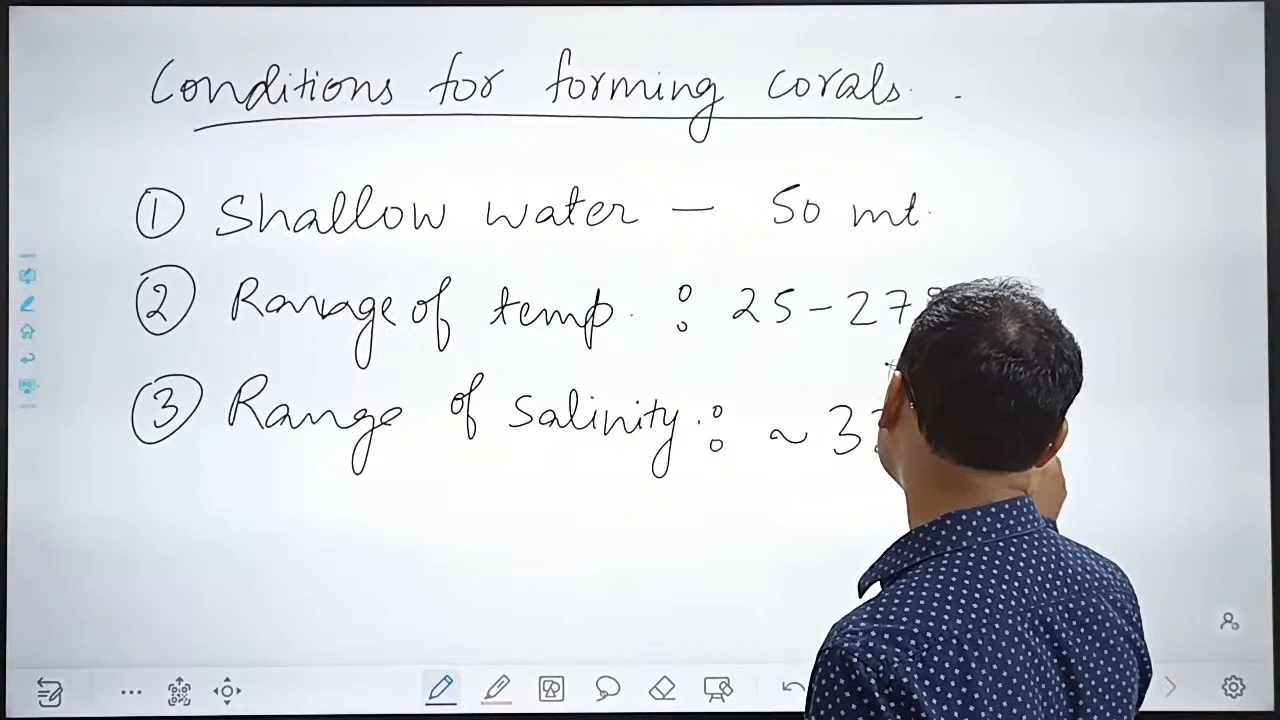 Conditions for forming corals.
① Shallow water — 50 mt.
② Range of temp. : 25-27°
③ Range of salinity : ~ 3